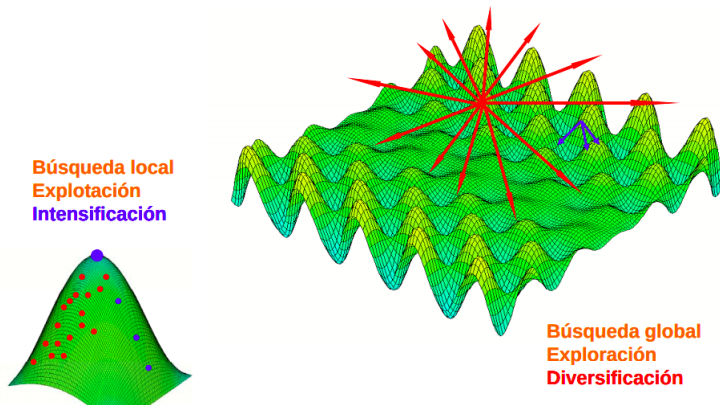 Búsqueda local
Explotación
Intensificación
Búsqueda global
Exploración
Diversificación